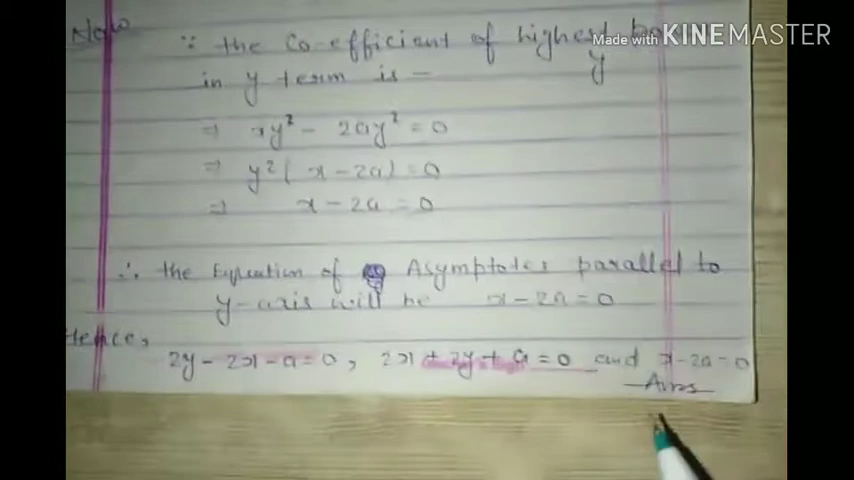 Now
∵ the Co-efficient of highest
Made with KINEMASTER
in y term is - y
⇒ xy² - 2ay² = 0
⇒ y² ( x - 2a) = 0
⇒ x - 2a = 0
∴ the Equation of Asymptotes parallel to
y-axis will be x - 2a = 0
Hence,
2y - 2x - a = 0, 2x + 2y + a = 0 and x - 2a = 0
Ans